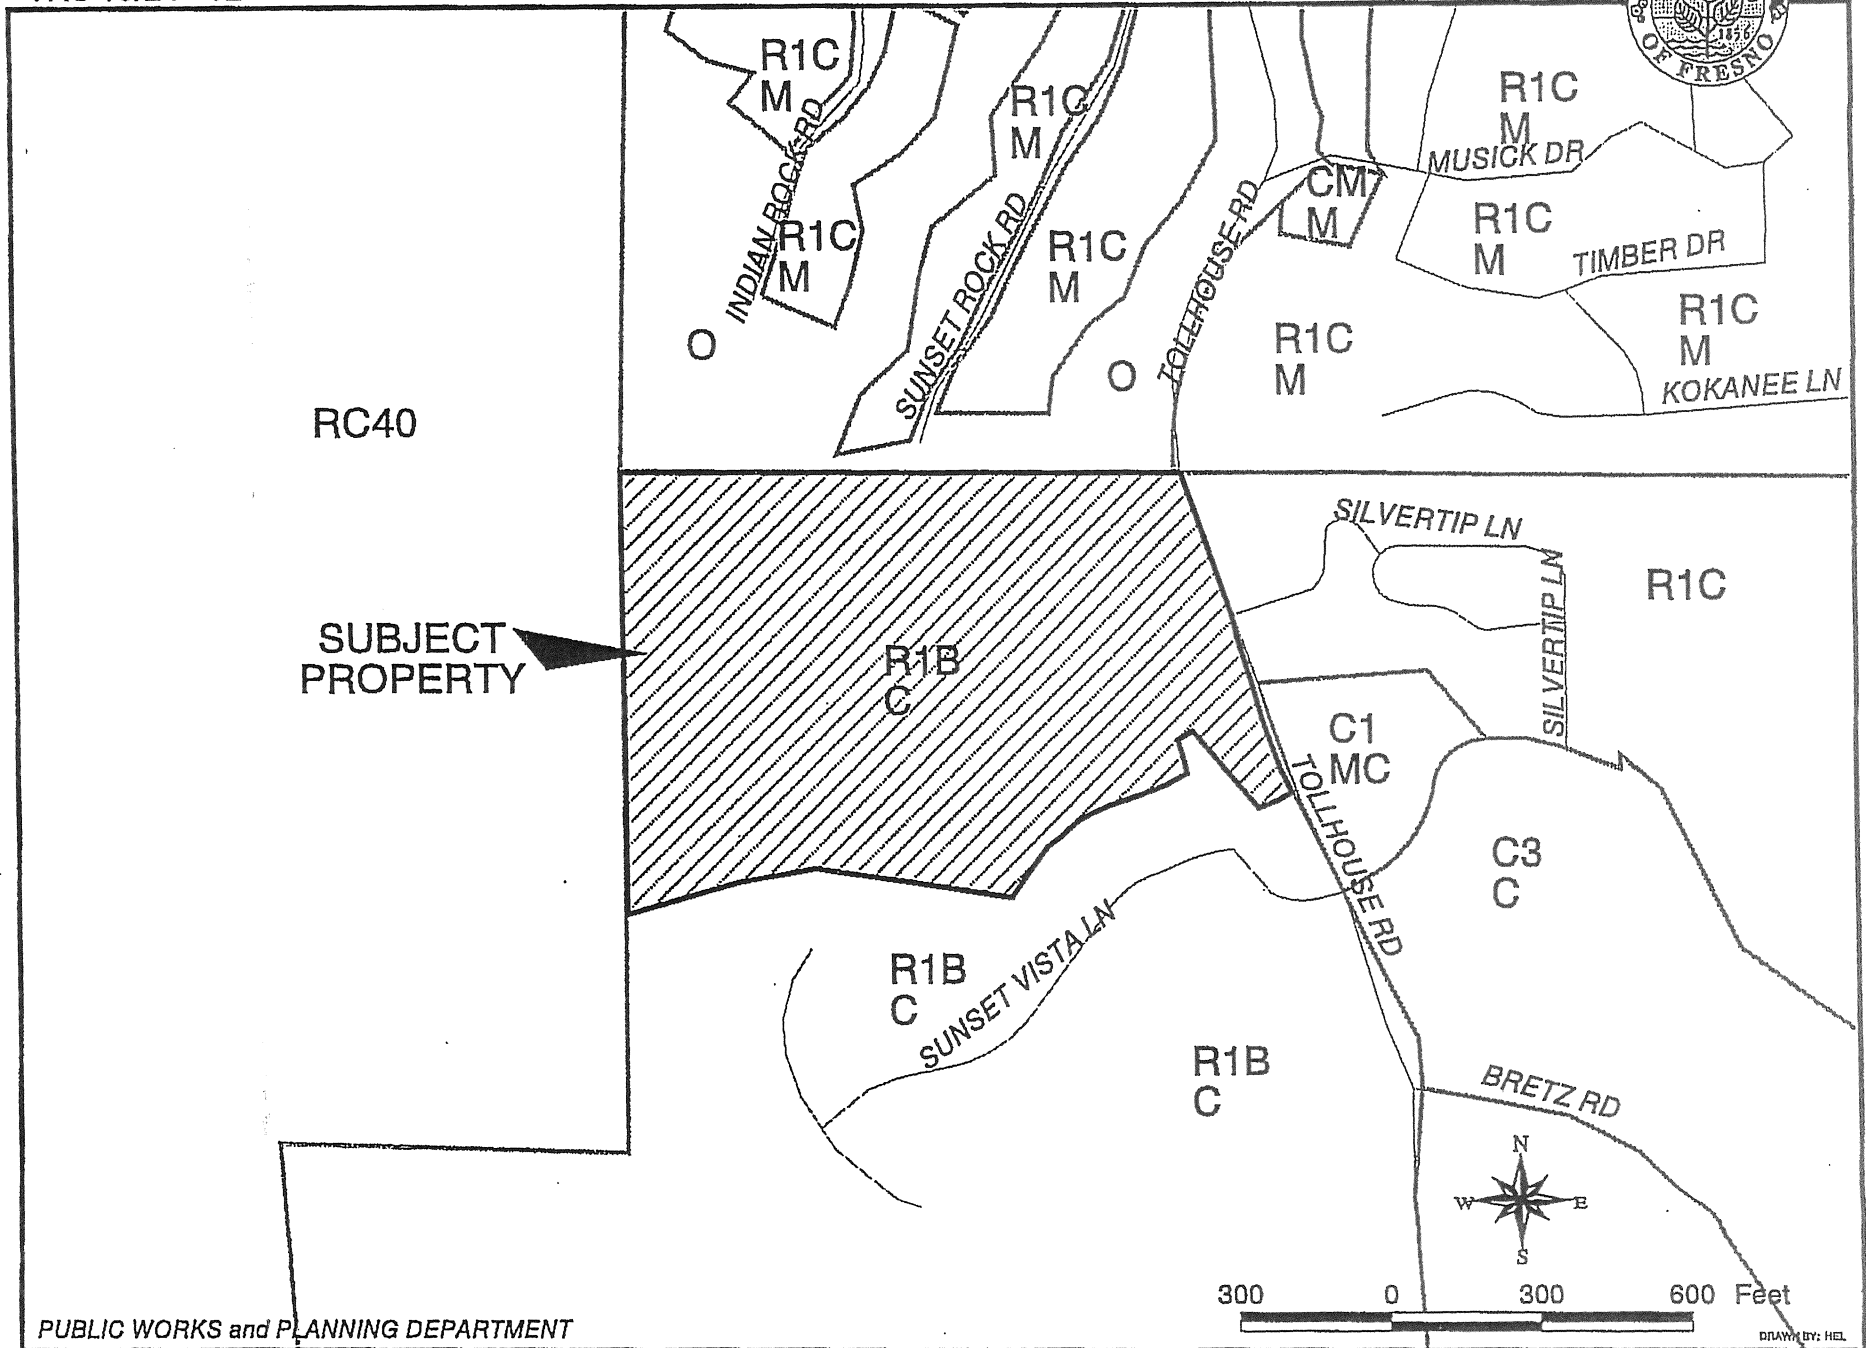 1856
OF FRESNO
R1C
M
R1C
M
R1C
M
INDIAN ROCK RD
R1C
M
SUNSET ROCK RD
R1C
M
TOLLHOUSE RD
CM
M
MUSICK DR
R1C
M
TIMBER DR
R1C
M
KOKANEE LN
R1C
M
O
O
RC40
SILVERTIP LN
SILVERTIP LN
R1C
SUBJECT
PROPERTY
R1B
C
C1
MC
TOLLHOUSE RD
C3
C
R1B
C
SUNSET VISTA LN
R1B
C
BRETZ RD
N
W
E
S
300 0 300 600 Feet
PUBLIC WORKS and PLANNING DEPARTMENT
DRAWN BY: HEL